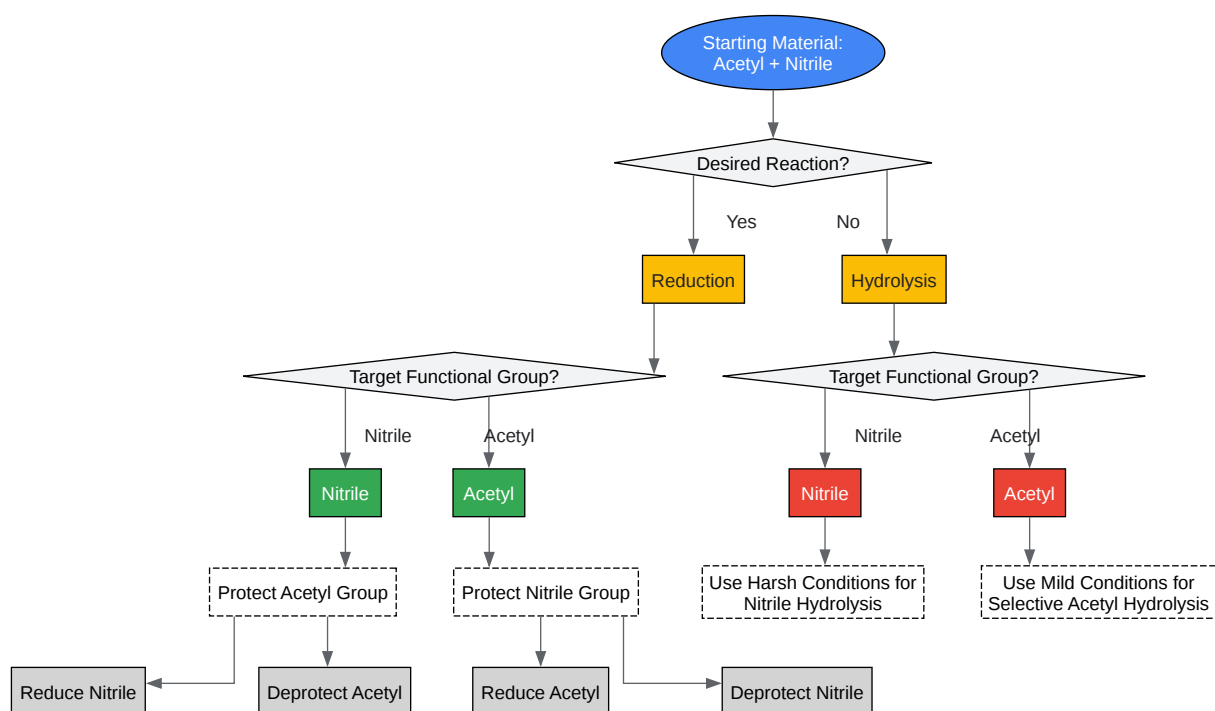 Starting Material:
Acetyl + Nitrile
Desired Reaction?
Yes
No
Reduction
Hydrolysis
Target Functional Group?
Target Functional Group?
Nitrile
Acetyl
Nitrile
Acetyl
Nitrile
Acetyl
Nitrile
Acetyl
Protect Acetyl Group
Protect Nitrile Group
Use Harsh Conditions for
Nitrile Hydrolysis
Use Mild Conditions for
Selective Acetyl Hydrolysis
Reduce Nitrile
Deprotect Acetyl
Reduce Acetyl
Deprotect Nitrile